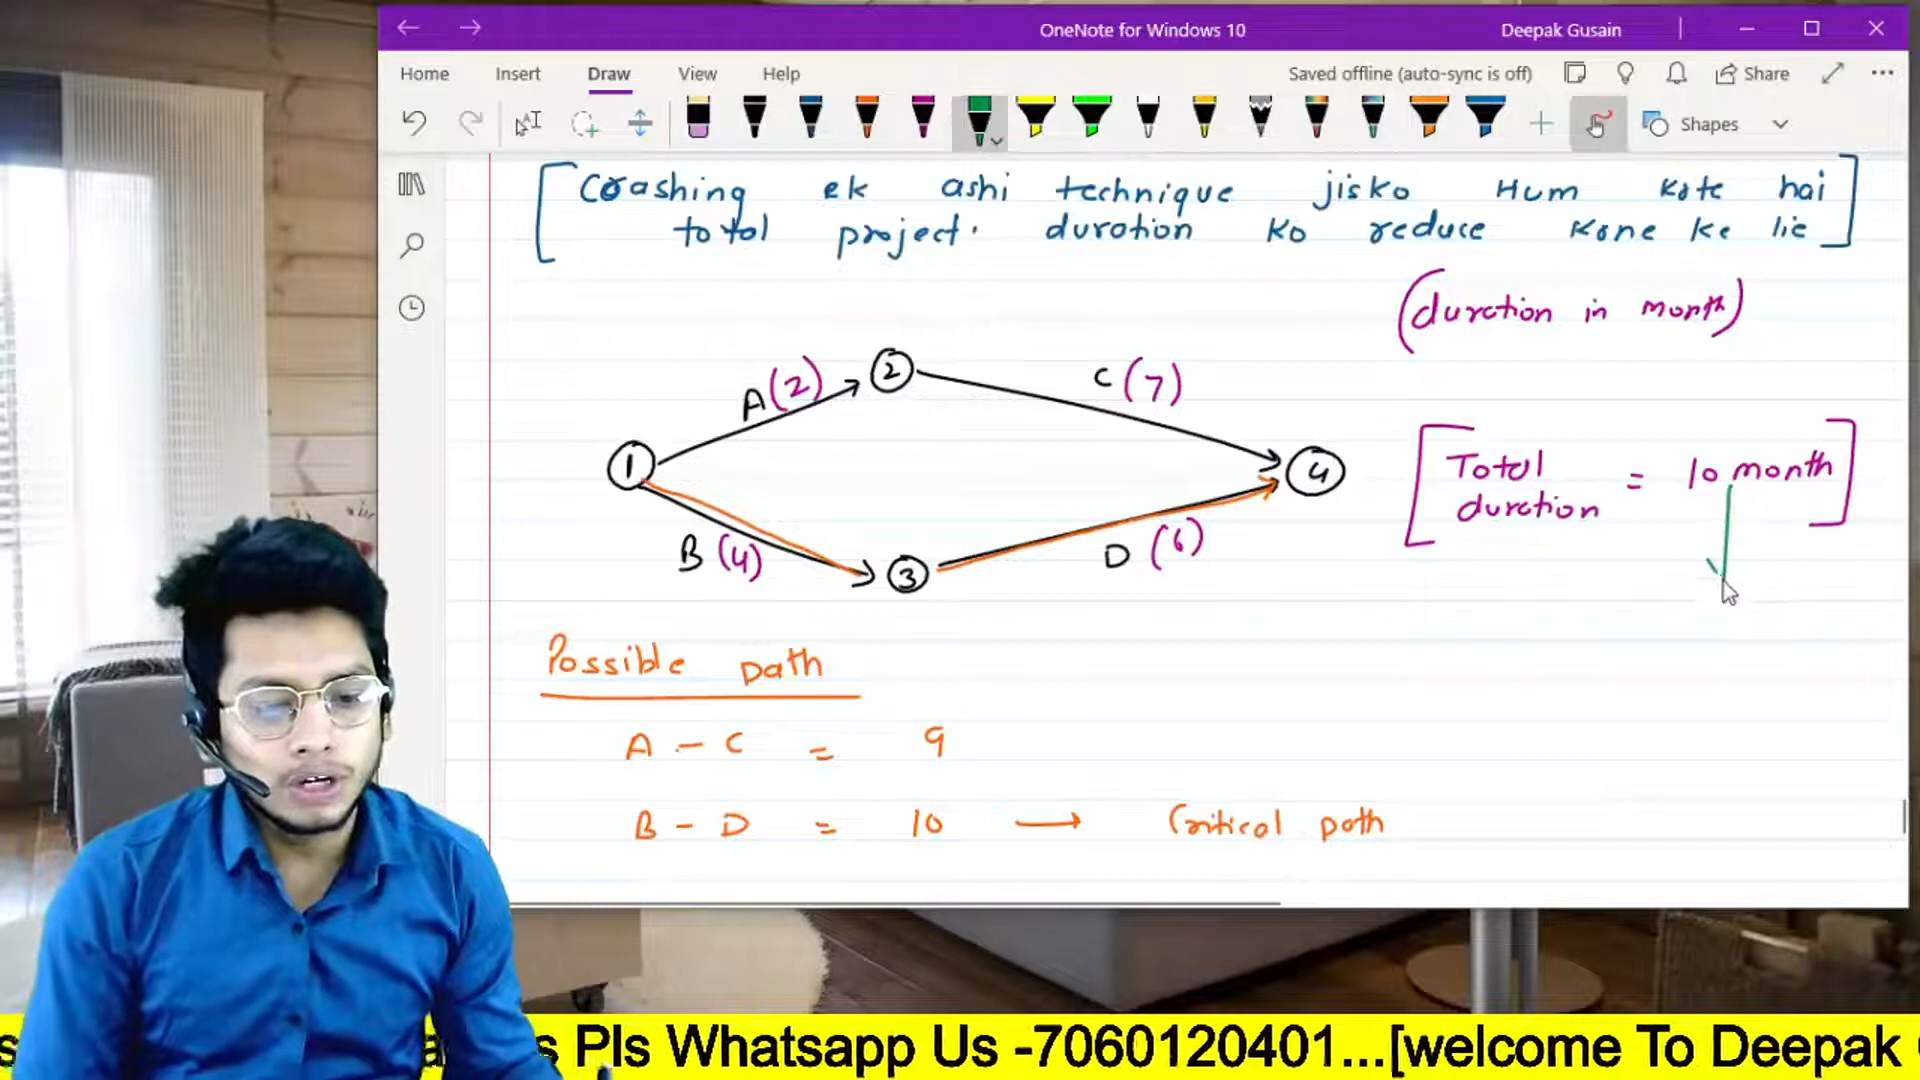 OneNote for Windows 10
Deepak Gusain
Home Insert Draw View Help
Saved offline (auto-sync is off)
Share
Shapes
Crashing ek ashi technique jisko Hum Krte hai
total project duration ko reduce Krne ke lie
(duration in month)
A (2)
2
C (7)
1
4
B (4)
3
D (6)
Total duration = 10 month
Possible path
A - C = 9
B - D = 10 → Critical path
s Pls Whatsapp Us -7060120401...[welcome To Deepak